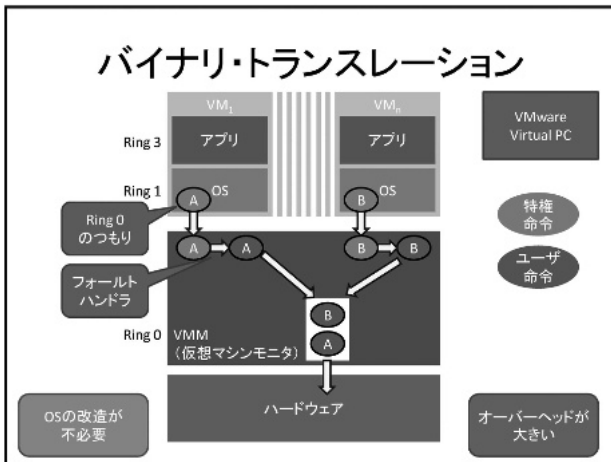 バイナリ・トランスレーション
VM1
VMn
VMware
Virtual PC
Ring 3
アプリ
アプリ
Ring 1
A
OS
B
OS
Ring 0
のつもり
特権
命令
A
A
B
B
ユーザ
命令
フォールト
ハンドラ
B
Ring 0
VMM
(仮想マシンモニタ)
A
OSの改造が
不必要
ハードウェア
オーバーヘッドが
大きい